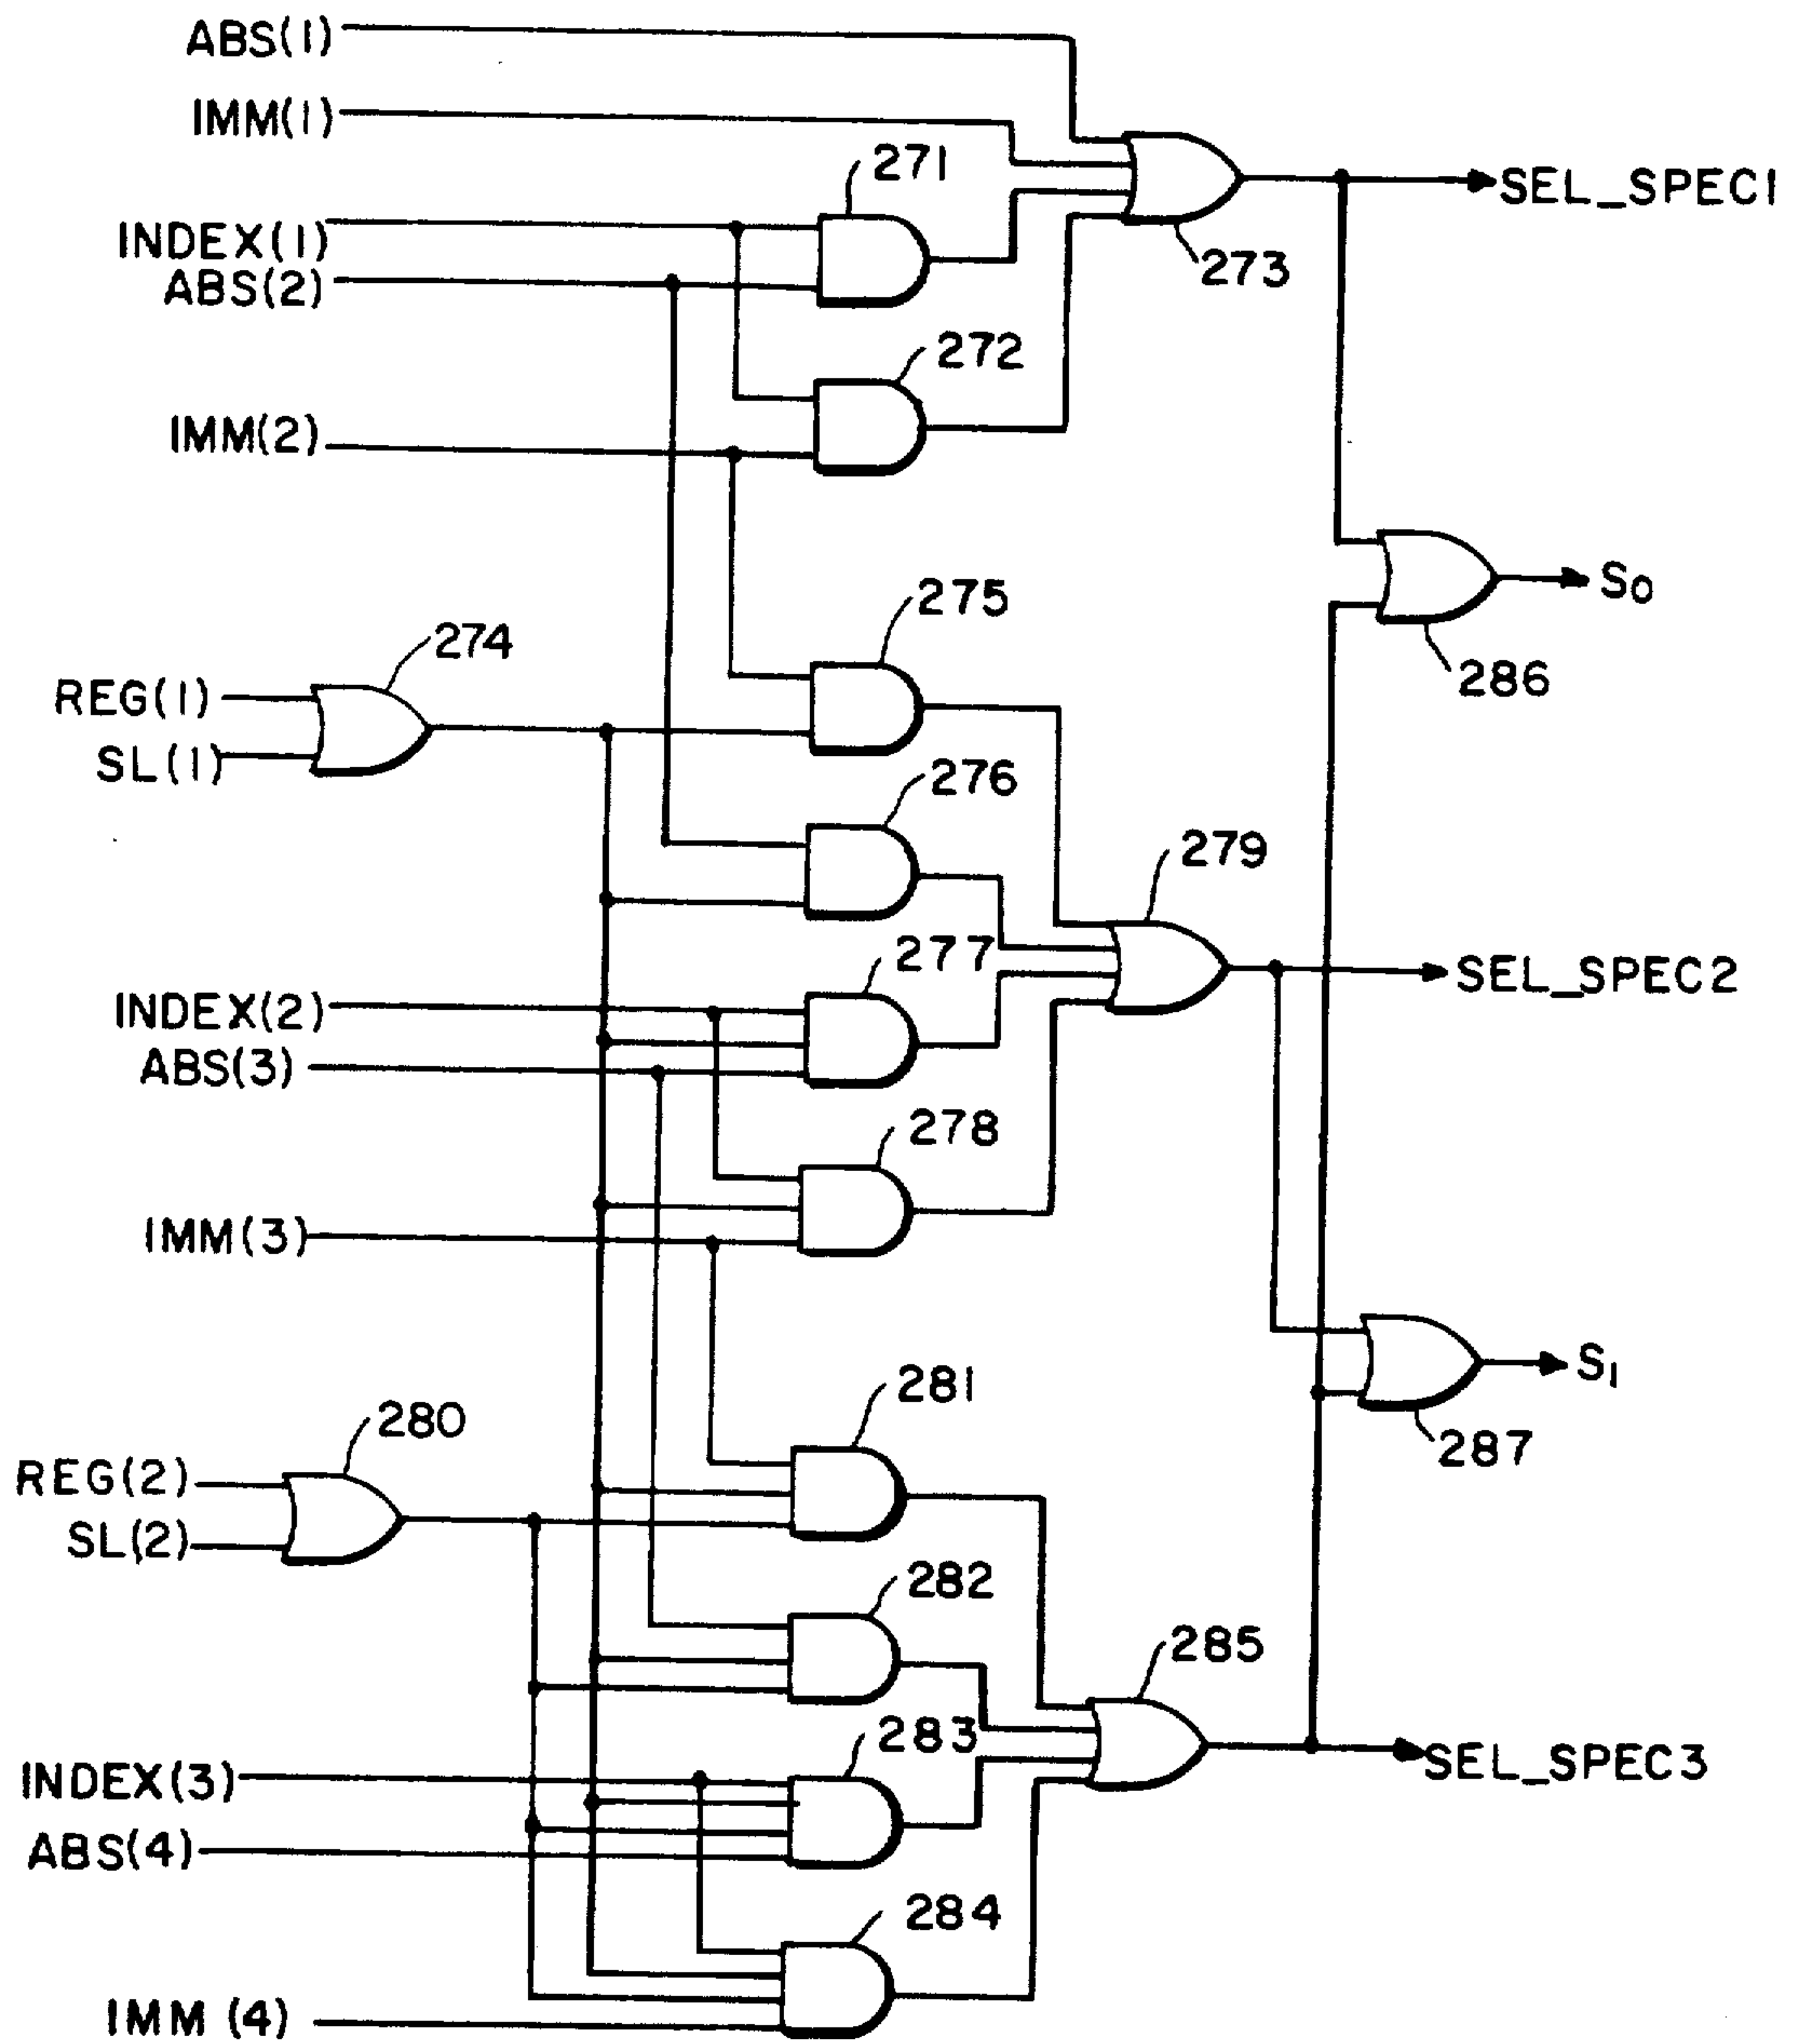 ABS(1)
IMM(1)
271
SEL_SPEC1
INDEX(1)
273
ABS(2)
272
IMM(2)
275
S0
274
286
REG(1)
SL(1)
276
279
277
SEL_SPEC2
INDEX(2)
ABS(3)
278
IMM(3)
281
S1
280
287
REG(2)
SL(2)
282
285
283
SEL_SPEC3
INDEX(3)
ABS(4)
284
IMM (4)